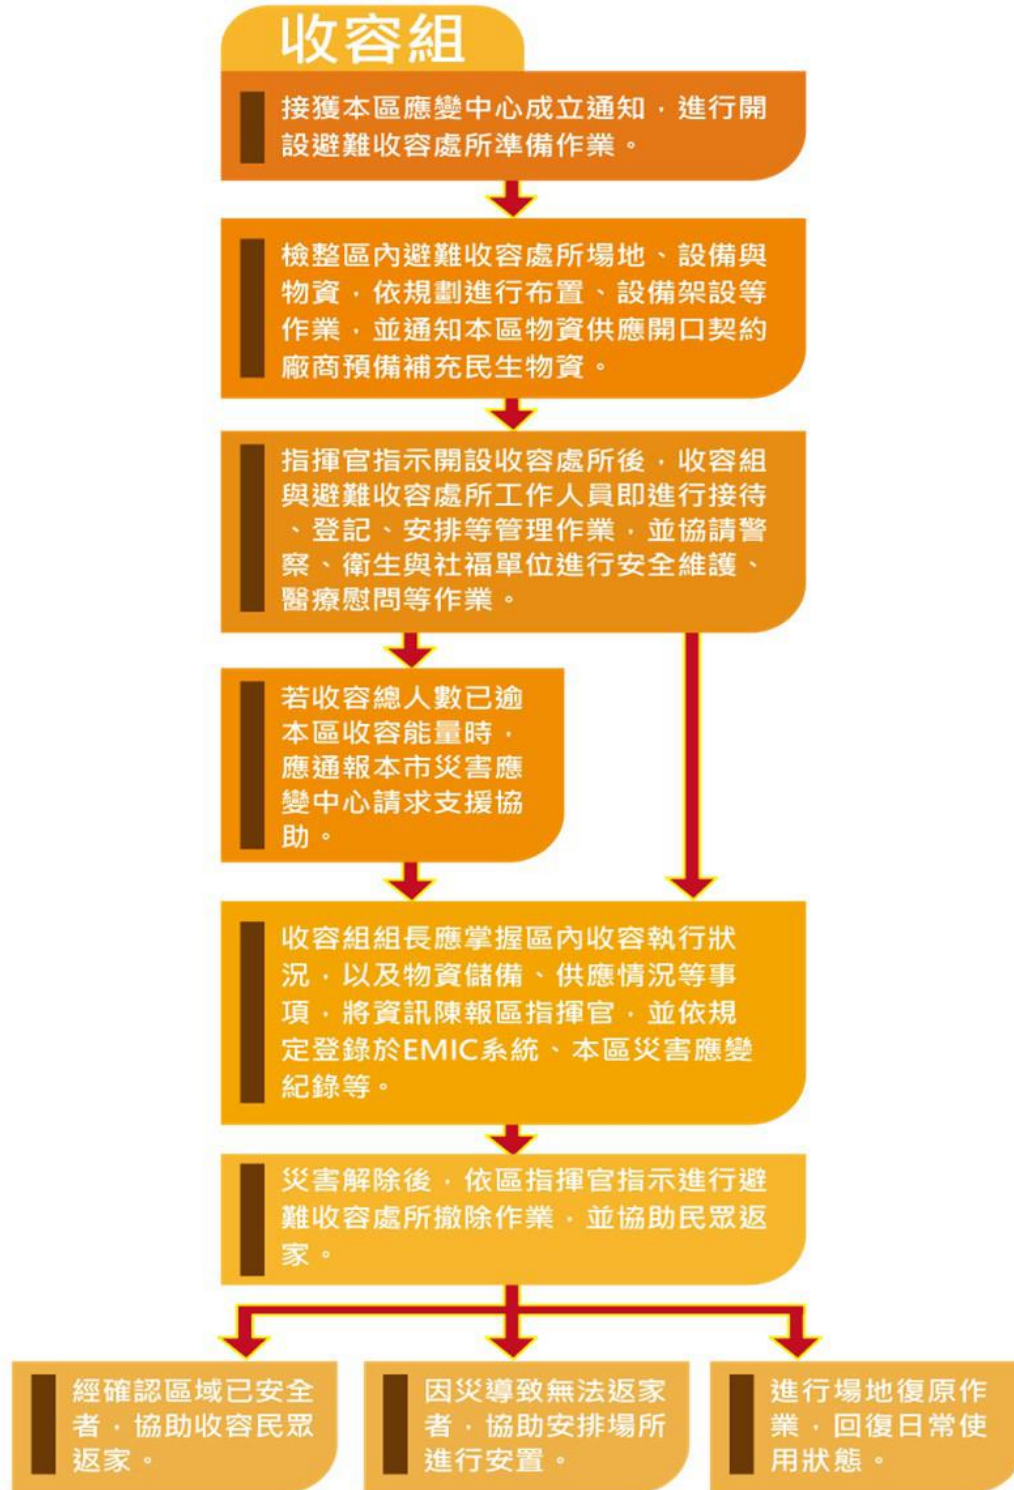 收容組
接獲本區應變中心成立通知，進行開
設避難收容處所準備作業。
檢整區內避難收容處所場地、設備與
物資，依規劃進行布置、設備架設等
作業，並通知本區物資供應開口契約
廠商預備補充民生物資。
指揮官指示開設收容處所後，收容組
與避難收容處所工作人員即進行接待
、登記、安排等管理作業，並協請警
察、衛生與社福單位進行安全維護、
醫療慰問等作業。
若收容總人數已逾
本區收容能量時，
應通報本市災害應
變中心請求支援協
助。
收容組組長應掌握區內收容執行狀
況，以及物資儲備、供應情況等事
項，將資訊陳報區指揮官，並依規
定登錄於EMIC系統、本區災害應變
紀錄等。
災害解除後，依區指揮官指示進行避
難收容處所撤除作業，並協助民眾返
家。
經確認區域已安全
者，協助收容民眾
返家。
因災導致無法返家
者，協助安排場所
進行安置。
進行場地復原作
業，回復日常使
用狀態。